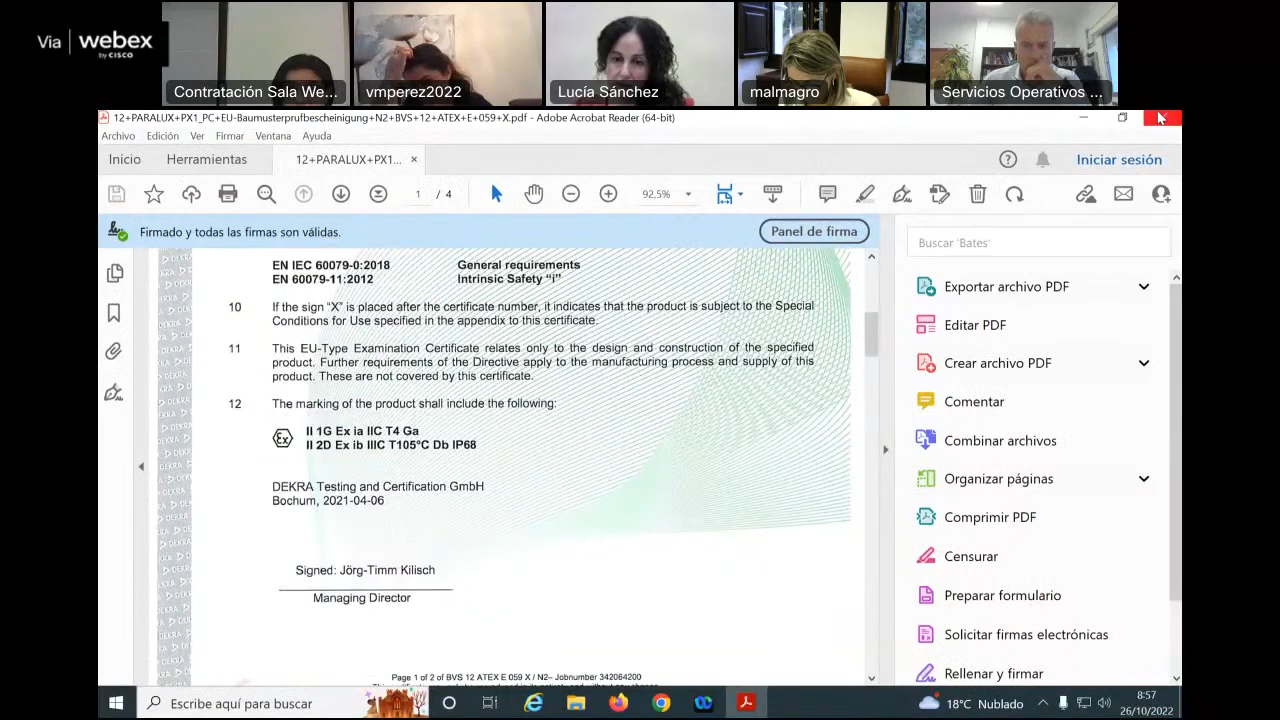 Via webex
by CISCO
Contratación Sala We...
vmperez2022
Lucía Sánchez
malmagro
Servicios Operativos ...
12+PARALUX+PX1_PC+EU-Baumusterprufbescheinigung+N2+BVS+12+ATEX+E+059+X.pdf - Adobe Acrobat Reader (64-bit)
Archivo Edición Ver Firmar Ventana Ayuda
Inicio Herramientas 12+PARALUX+PX1... × Iniciar sesión
1 / 4 92,5%
Firmado y todas las firmas son válidas. Panel de firma
EN IEC 60079-0:2018 General requirements
EN 60079-11:2012 Intrinsic Safety “i”
10 If the sign “X” is placed after the certificate number, it indicates that the product is subject to the Special
Conditions for Use specified in the appendix to this certificate.
11 This EU-Type Examination Certificate relates only to the design and construction of the specified
product. Further requirements of the Directive apply to the manufacturing process and supply of this
product. These are not covered by this certificate.
12 The marking of the product shall include the following:
Ex II 1G Ex ia IIC T4 Ga
II 2D Ex ib IIIC T105°C Db IP68
DEKRA Testing and Certification GmbH
Bochum, 2021-04-06
Signed: Jörg-Timm Kilisch
Managing Director
Page 1 of 2 of BVS 12 ATEX E 059 X / N2– Jobnumber 342064200
Buscar 'Bates'
Exportar archivo PDF
Editar PDF
Crear archivo PDF
Comentar
Combinar archivos
Organizar páginas
Comprimir PDF
Censurar
Preparar formulario
Solicitar firmas electrónicas
Rellenar y firmar
Escribe aquí para buscar
18°C Nublado
8:57
26/10/2022